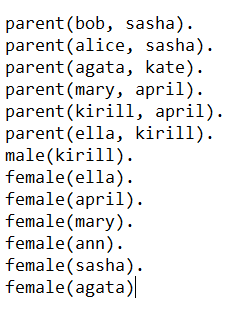 parent(bob, sasha).
parent(alice, sasha).
parent(agata, kate).
parent(mary, april).
parent(kirill, april).
parent(ella, kirill).
male(kirill).
female(ella).
female(april).
female(mary).
female(ann).
female(sasha).
female(agata)